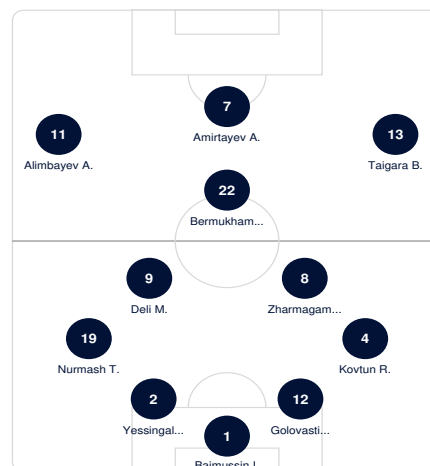 7
Amirtayev A.
11
Alimbayev A.
13
Taigara B.
22
Bermukham...
9
Deli M.
8
Zharmagam...
19
Nurmash T.
4
Kovtun R.
2
Yessingal...
12
Golovasti...
1
Baimussin I.